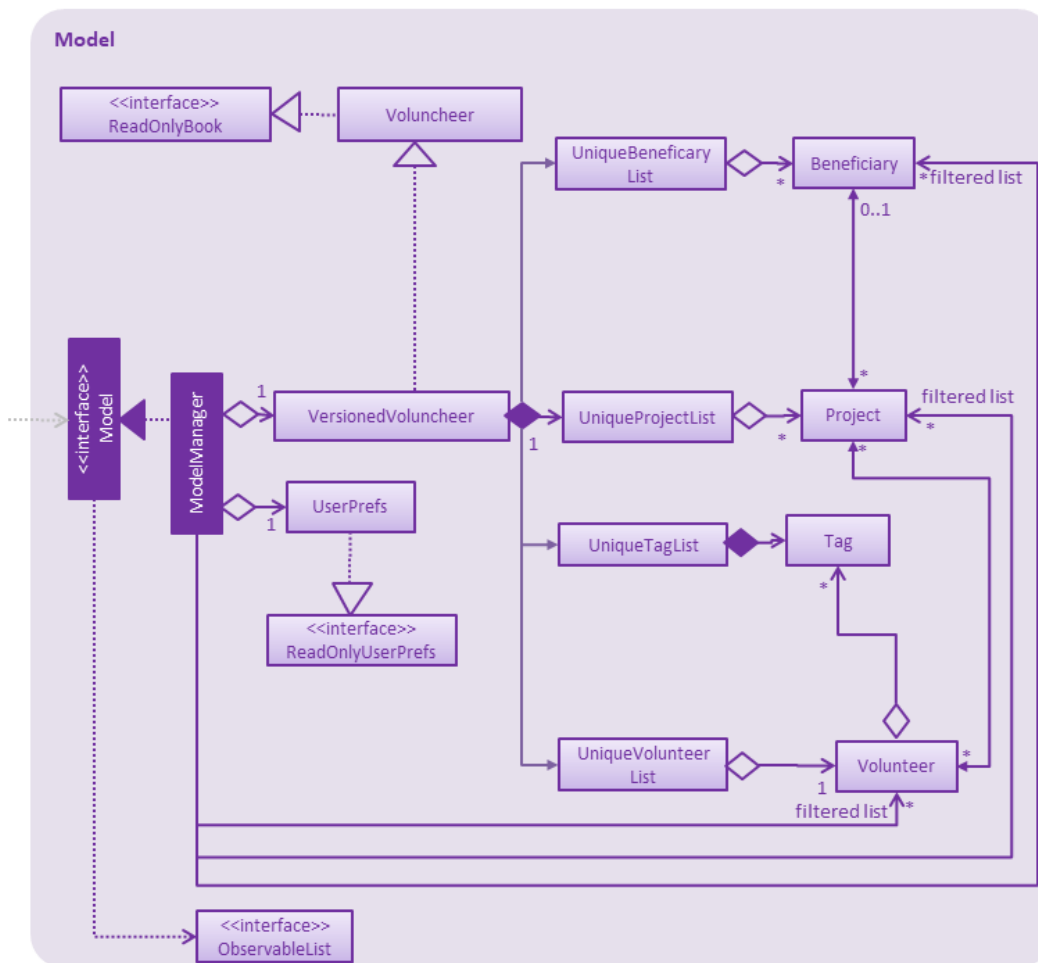 Model
<<interface>>
ReadOnlyBook
Voluncheer
UniqueBeneficary
List
*
Beneficiary
*filtered list
0..1
<<interface>>
Model
ModelManager
1
VersionedVoluncheer
1
UniqueProjectList
*
*
Project
filtered list
*
*
1
UserPrefs
UniqueTagList
Tag
*
<<interface>>
ReadOnlyUserPrefs
UniqueVolunteer
List
1
Volunteer
*
filtered list
*
<<interface>>
ObservableList